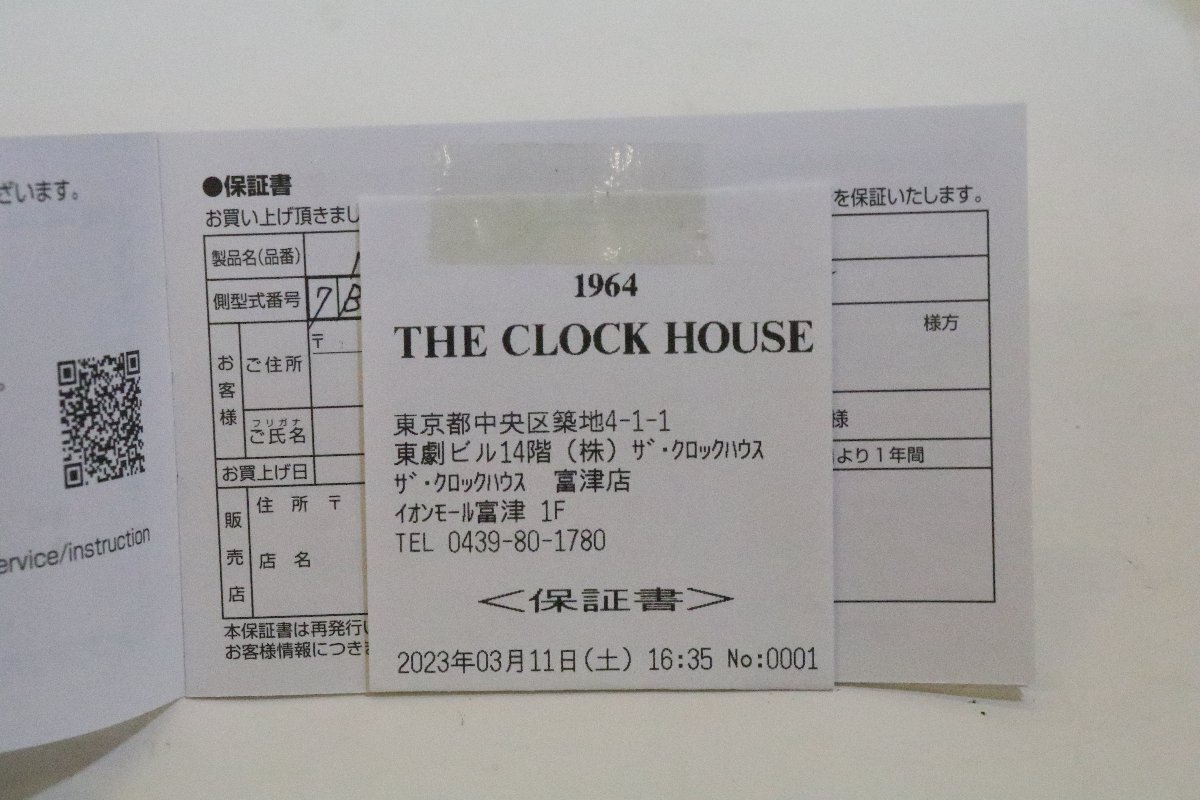 ざいます。
ervice/instruction
●保証書
お買い上げ頂きまし
を保証いたします。
製品名(品番)
側型式番号 7 B
お客様
ご住所 〒
様方
フリガナ
ご氏名
様
お買上げ日
より1年間
販売店
住 所 〒
店 名
本保証書は再発行
お客様情報につき
1964
THE CLOCK HOUSE
東京都中央区築地4-1-1
東劇ビル14階(株)ｻﾞ・ｸﾛｯｸﾊｳｽ
ｻﾞ・ｸﾛｯｸﾊｳｽ 富津店
ｲｵﾝﾓｰﾙ富津 1F
TEL 0439-80-1780
<保証書>
2023年03月11日(土) 16:35 No:0001